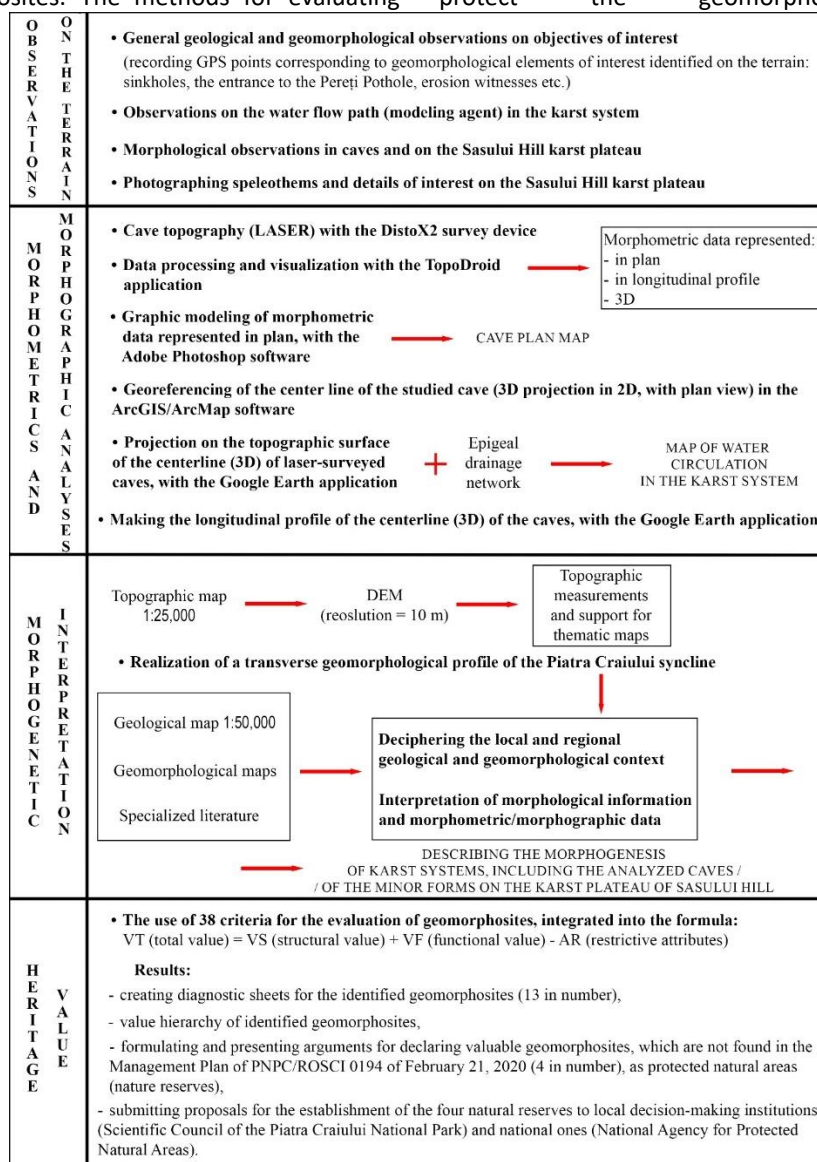 osites. The methods for evaluating protect the geomorpho
OBSERVATIONS
ON THE TERRAIN
• General geological and geomorphological observations on objectives of interest
(recording GPS points corresponding to geomorphological elements of interest identified on the terrain:
sinkholes, the entrance to the Pereți Pothole, erosion witnesses etc.)
• Observations on the water flow path (modeling agent) in the karst system
• Morphological observations in caves and on the Sasului Hill karst plateau
• Photographing speleothems and details of interest on the Sasului Hill karst plateau
MORPHOMETRICS AND
MORPHOGRAPHIC ANALYSES
• Cave topography (LASER) with the DistoX2 survey device
• Data processing and visualization with the TopoDroid
application
Morphometric data represented:
- in plan
- in longitudinal profile
- 3D
• Graphic modeling of morphometric
data represented in plan, with the
Adobe Photoshop software
CAVE PLAN MAP
• Georeferencing of the center line of the studied cave (3D projection in 2D, with plan view) in the
ArcGIS/ArcMap software
• Projection on the topographic surface
of the centerline (3D) of laser-surveyed
caves, with the Google Earth application
+
Epigeal
drainage
network
MAP OF WATER
CIRCULATION
IN THE KARST SYSTEM
• Making the longitudinal profile of the centerline (3D) of the caves, with the Google Earth application
MORPHOGENETIC
INTERPRETATION
Topographic map
1:25,000
DEM
(reoslution = 10 m)
Topographic
measurements
and support for
thematic maps
• Realization of a transverse geomorphological profile of the Piatra Craiului syncline
Geological map 1:50,000
Geomorphological maps
Specialized literature
Deciphering the local and regional
geological and geomorphological context
Interpretation of morphological information
and morphometric/morphographic data
DESCRIBING THE MORPHOGENESIS
OF KARST SYSTEMS, INCLUDING THE ANALYZED CAVES /
/ OF THE MINOR FORMS ON THE KARST PLATEAU OF SASULUI HILL
HERITAGE
VALUE
• The use of 38 criteria for the evaluation of geomorphosites, integrated into the formula:
VT (total value) = VS (structural value) + VF (functional value) - AR (restrictive attributes)
Results:
- creating diagnostic sheets for the identified geomorphosites (13 in number),
- value hierarchy of identified geomorphosites,
- formulating and presenting arguments for declaring valuable geomorphosites, which are not found in the
Management Plan of PNPC/ROSCI 0194 of February 21, 2020 (4 in number), as protected natural areas
(nature reserves),
- submitting proposals for the establishment of the four natural reserves to local decision-making institutions
(Scientific Council of the Piatra Craiului National Park) and national ones (National Agency for Protected
Natural Areas).